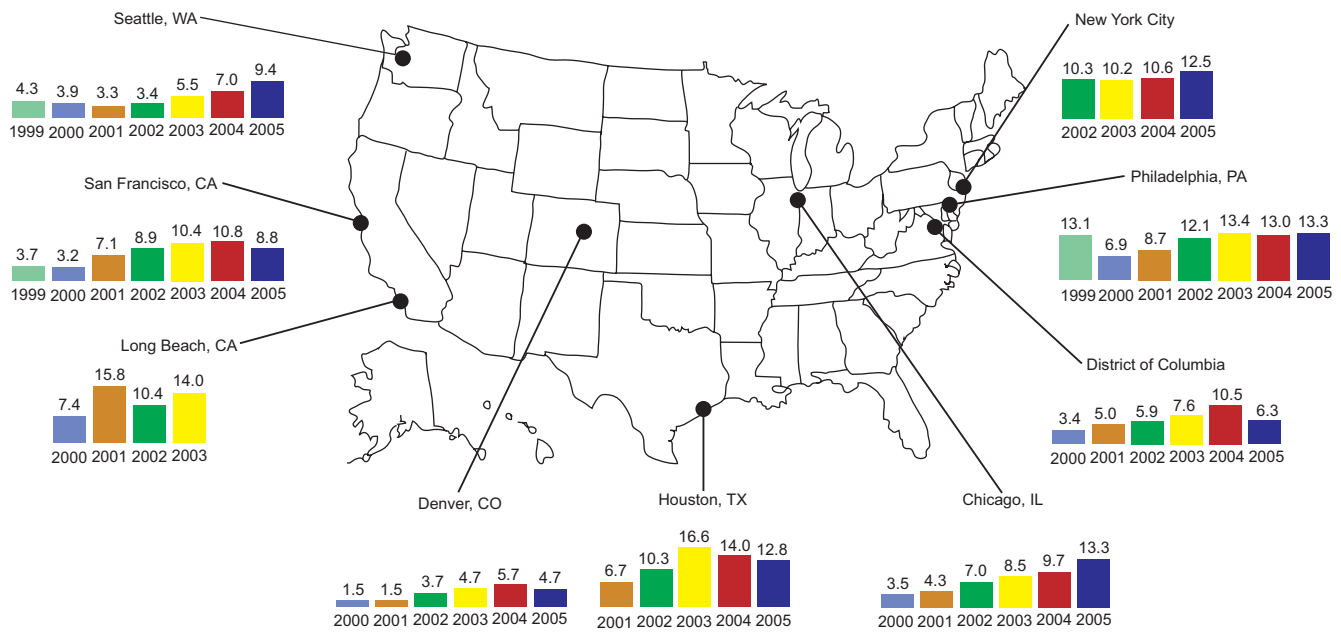 Seattle, WA
4.3 3.9 3.3 3.4 5.5 7.0 9.4
1999 2000 2001 2002 2003 2004 2005
New York City
10.3 10.2 10.6 12.5
2002 2003 2004 2005
San Francisco, CA
3.7 3.2 7.1 8.9 10.4 10.8 8.8
1999 2000 2001 2002 2003 2004 2005
Philadelphia, PA
13.1 6.9 8.7 12.1 13.4 13.0 13.3
1999 2000 2001 2002 2003 2004 2005
Long Beach, CA
7.4 15.8 10.4 14.0
2000 2001 2002 2003
District of Columbia
3.4 5.0 5.9 7.6 10.5 6.3
2000 2001 2002 2003 2004 2005
Denver, CO
1.5 1.5 3.7 4.7 5.7 4.7
2000 2001 2002 2003 2004 2005
Houston, TX
6.7 10.3 16.6 14.0 12.8
2001 2002 2003 2004 2005
Chicago, IL
3.5 4.3 7.0 8.5 9.7 13.3
2000 2001 2002 2003 2004 2005